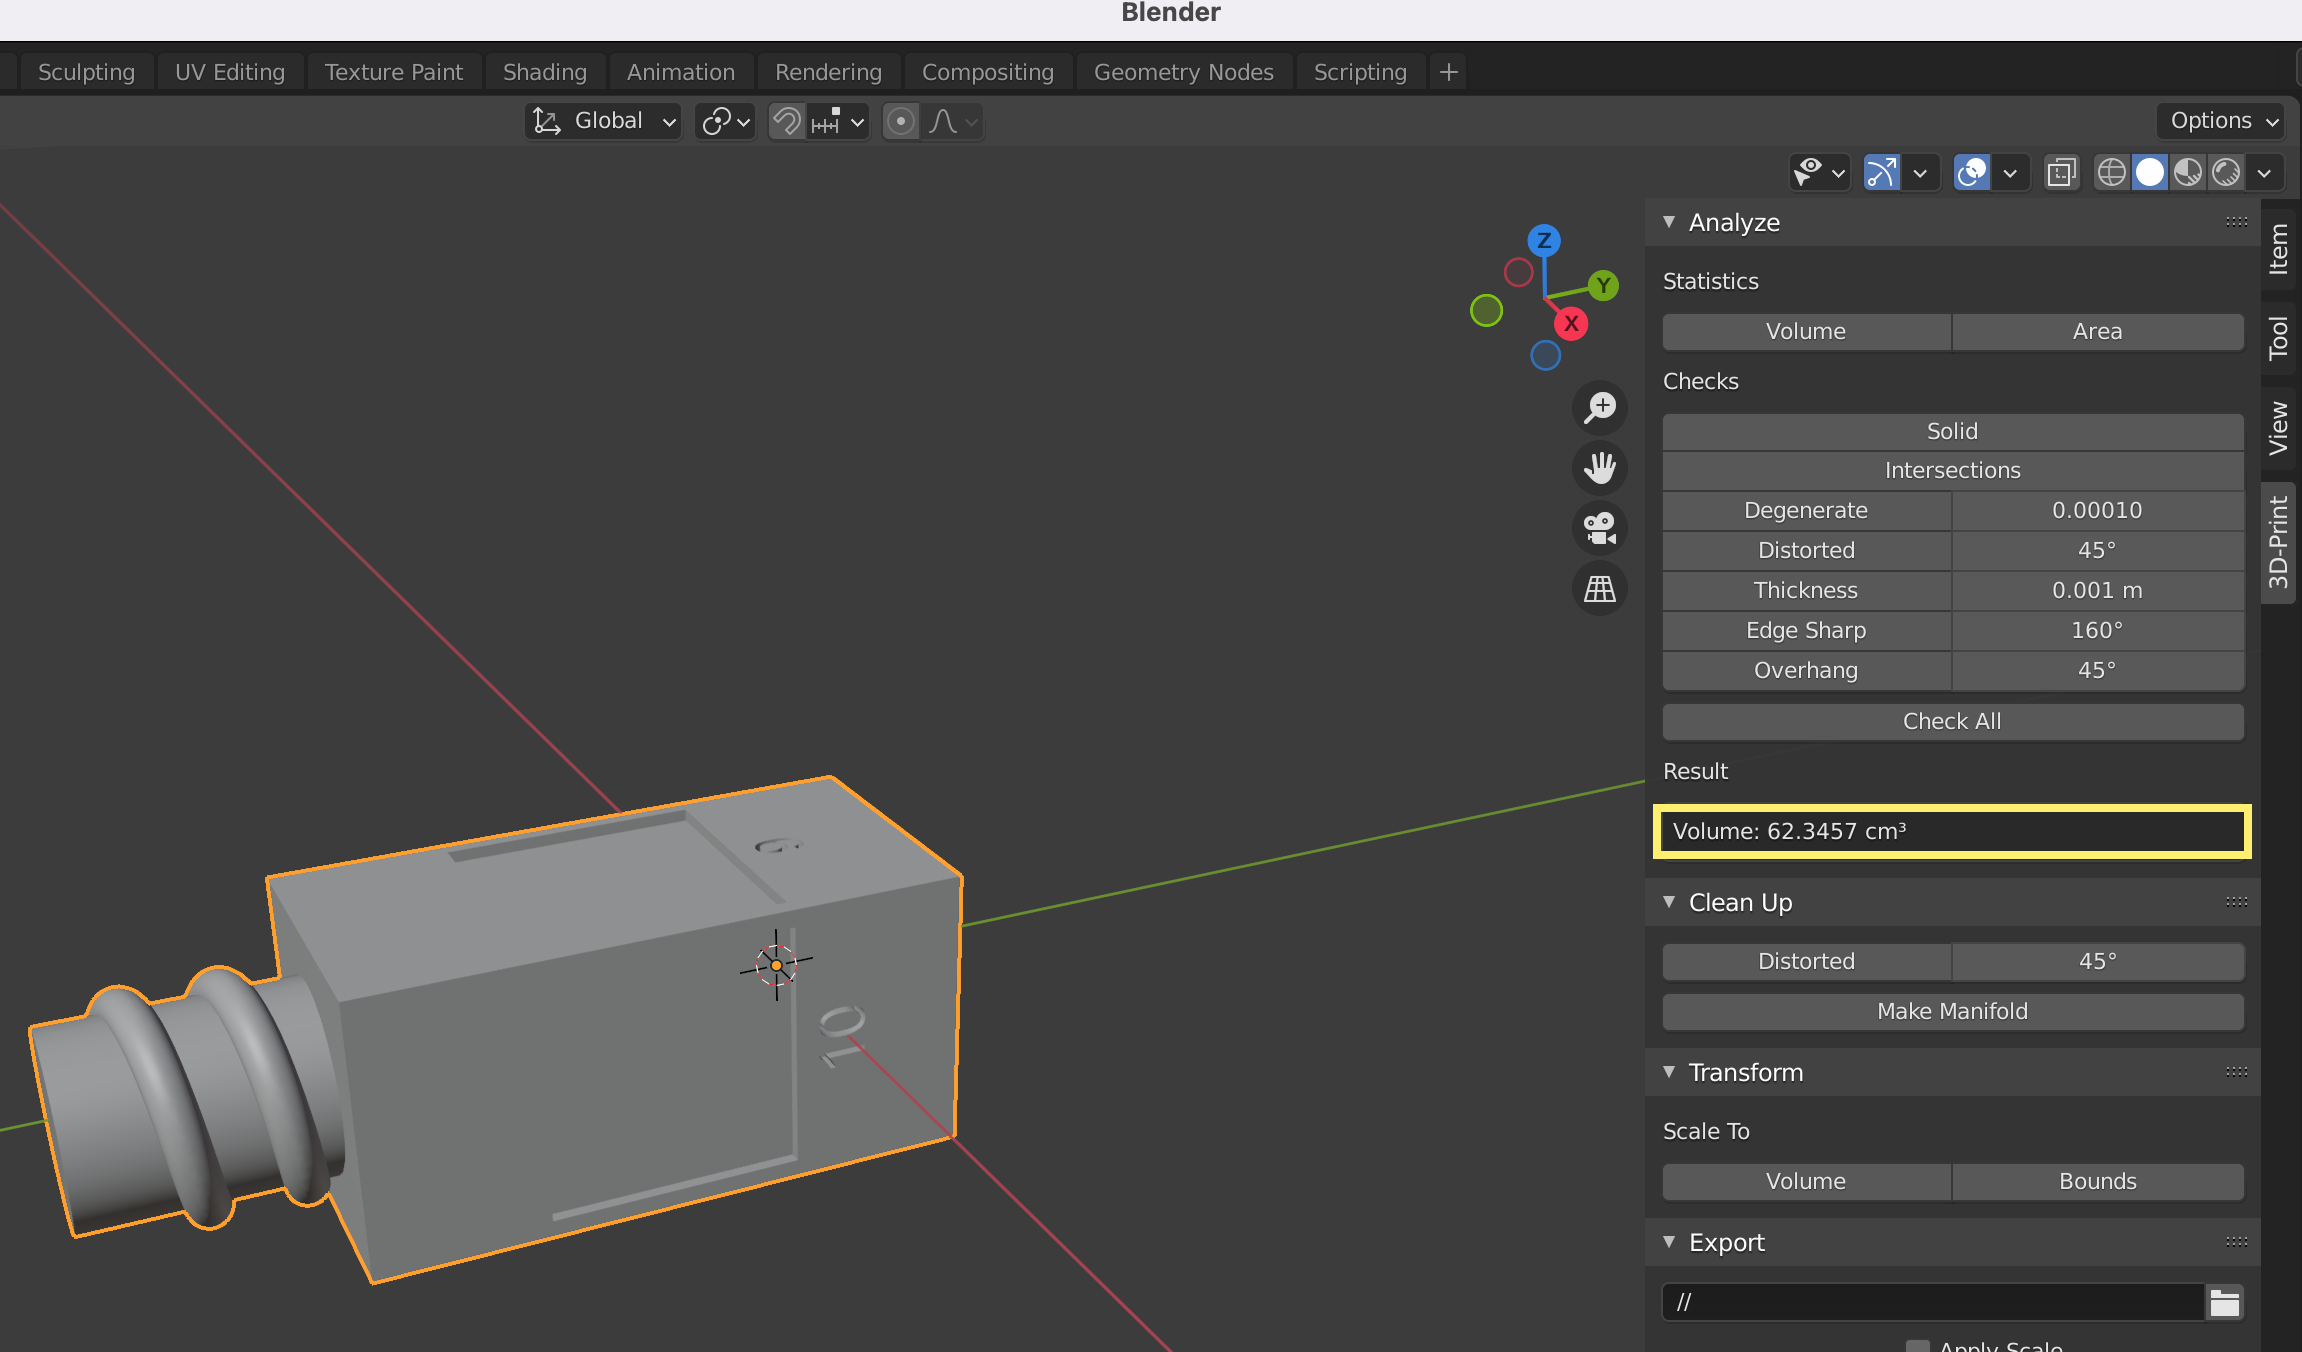 Blender
Sculpting UV Editing Texture Paint Shading Animation Rendering Compositing Geometry Nodes Scripting +
Global
Options
Z
Y
X
Analyze
Statistics
Volume Area
Checks
Solid
Intersections
Degenerate 0.00010
Distorted 45°
Thickness 0.001 m
Edge Sharp 160°
Overhang 45°
Check All
Result
Volume: 62.3457 cm³
Clean Up
Distorted 45°
Make Manifold
Transform
Scale To
Volume Bounds
Export
//
Apply Scale
Item
Tool
View
3D-Print
10